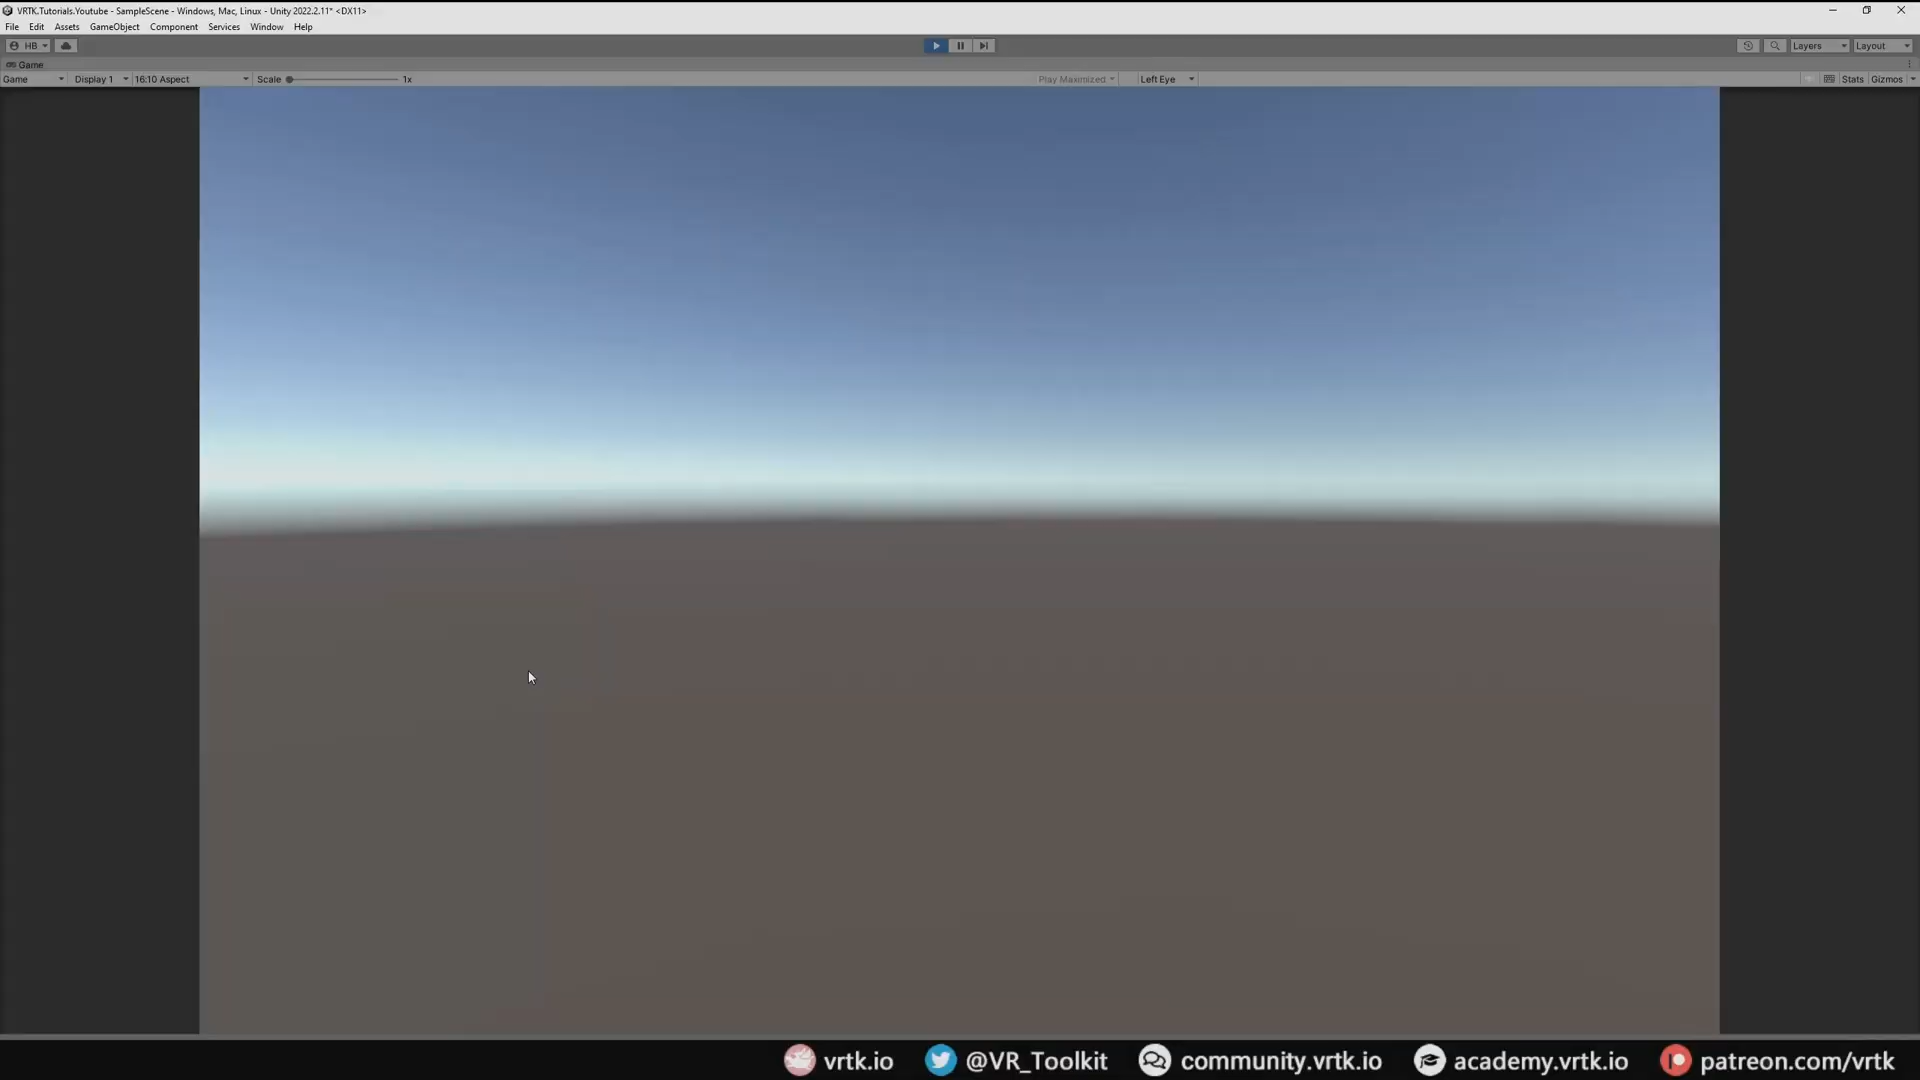 VRTK.Tutorials.Youtube - SampleScene - Windows, Mac, Linux - Unity 2022.2.11* <DX11>
File Edit Assets GameObject Component Services Window Help
HB Layers Layout
Game
Game Display 1 16:10 Aspect Scale 1x Play Maximized Left Eye Stats Gizmos
vrtk.io @VR_Toolkit community.vrtk.io academy.vrtk.io patreon.com/vrtk